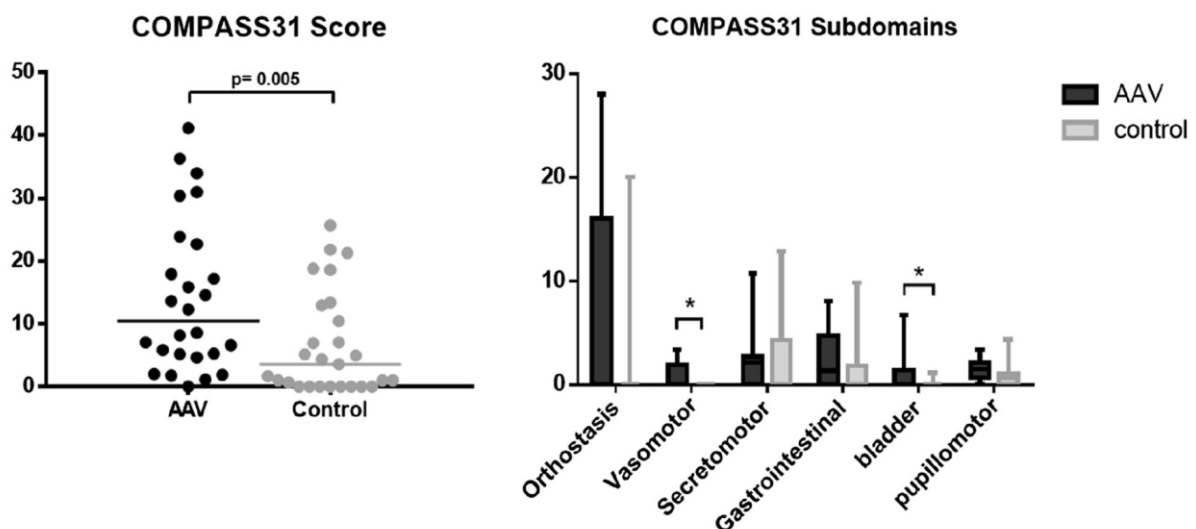 COMPASS31 Score
p= 0.005
50
40
30
20
10
0
AAV
Control
COMPASS31 Subdomains
30
20
10
0
*
*
Orthostasis
Vasomotor
Secretomotor
Gastrointestinal
bladder
pupillomotor
AAV
control